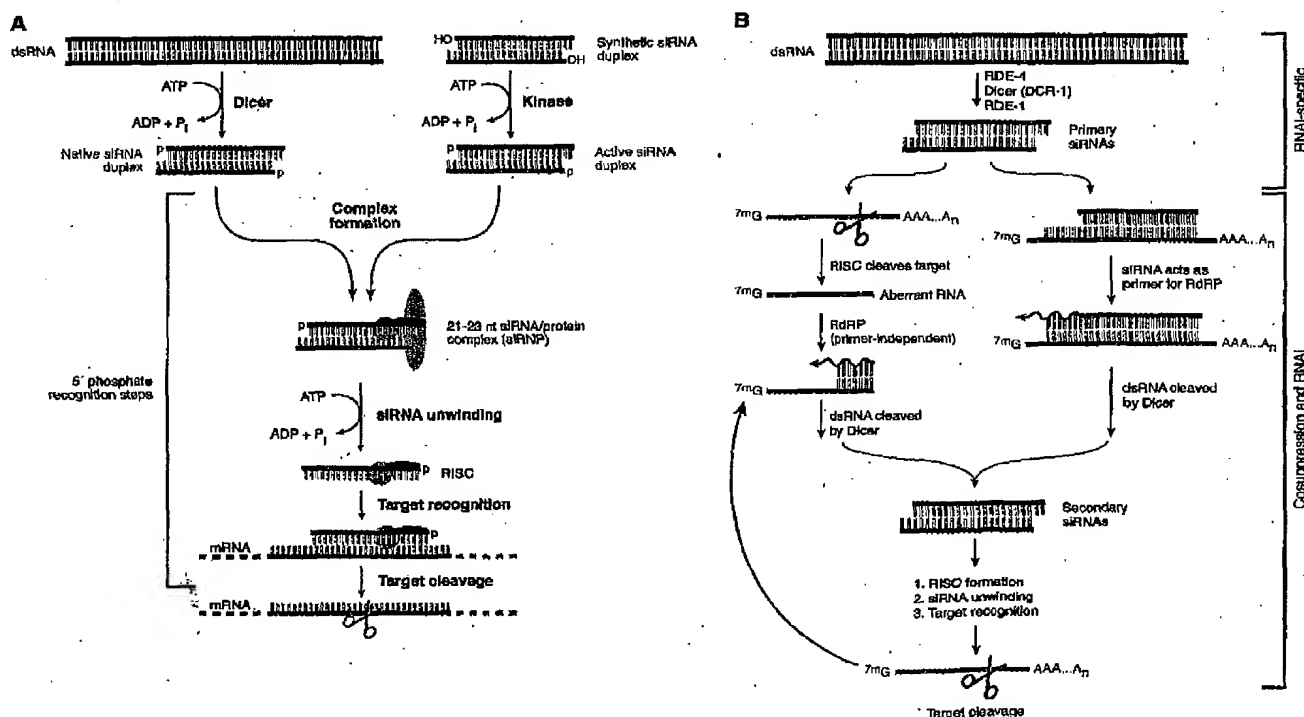 A
dsRNA
HO
OH
Synthetic siRNA
duplex
ATP
Dicer
ADP + Pi
ATP
Kinase
ADP + Pi
Native siRNA
duplex
P
p
P
p
Active siRNA
duplex
Complex
formation
p
21-23 nt siRNA/protein
complex (siRNP)
5´ phosphate
recognition steps
ATP
siRNA unwinding
ADP + Pi
p
RISC
Target recognition
p
mRNA
Target cleavage
mRNA
B
dsRNA
RDE-4
Dicer (DCR-1)
RDE-1
Primary
siRNAs
RNAi-specific
7mG
AAA...An
7mG
AAA...An
RISC cleaves target
siRNA acts as
primer for RdRP
7mG
Aberrant RNA
RdRP
(primer-independent)
7mG
AAA...An
7mG
dsRNA cleaved
by Dicer
dsRNA cleaved
by Dicer
Secondary
siRNAs
1. RISC formation
2. siRNA unwinding
3. Target recognition
7mG
AAA...An
Target cleavage
Cosuppression and RNAi